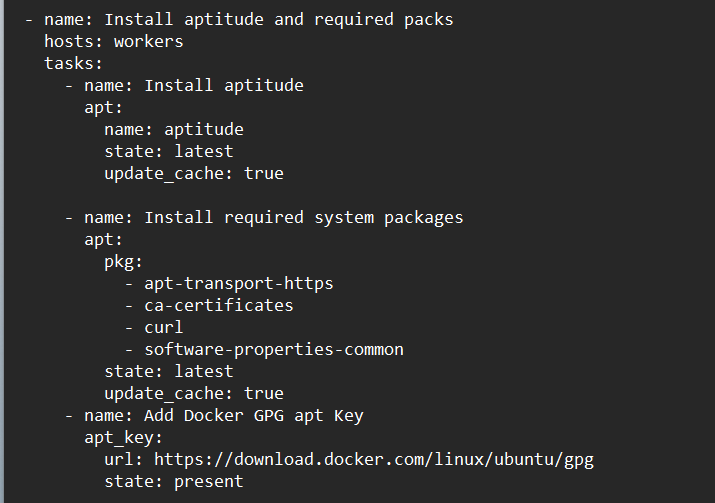 - name: Install aptitude and required packs
  hosts: workers
  tasks:
    - name: Install aptitude
      apt:
        name: aptitude
        state: latest
        update_cache: true

    - name: Install required system packages
      apt:
        pkg:
          - apt-transport-https
          - ca-certificates
          - curl
          - software-properties-common
        state: latest
        update_cache: true
    - name: Add Docker GPG apt Key
      apt_key:
        url: https://download.docker.com/linux/ubuntu/gpg
        state: present